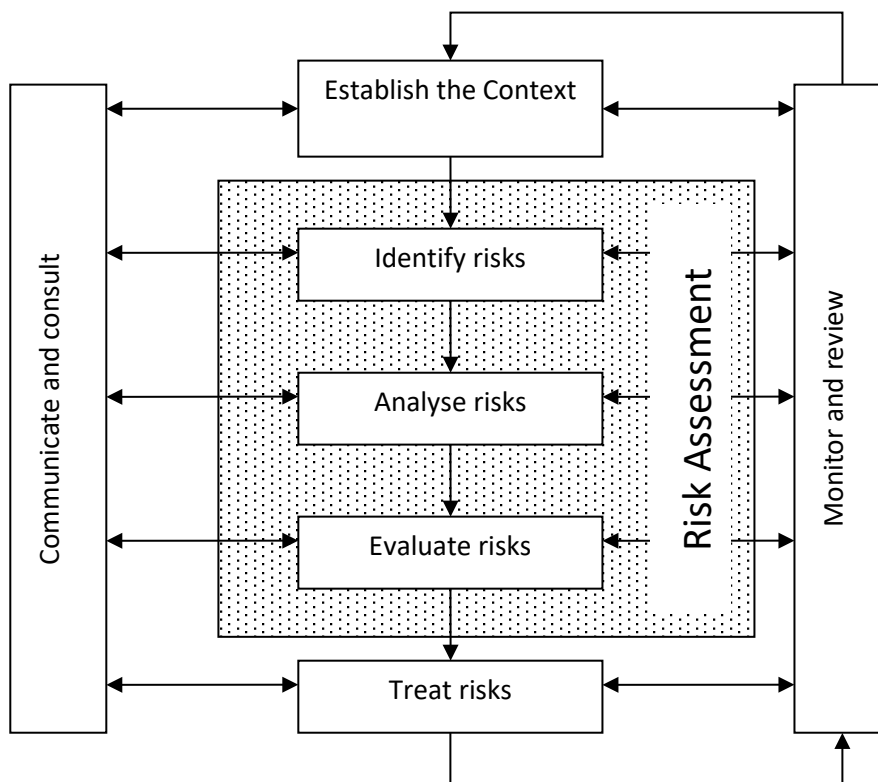 Establish the Context
Communicate and consult
Identify risks
Analyse risks
Evaluate risks
Risk Assessment
Monitor and review
Treat risks